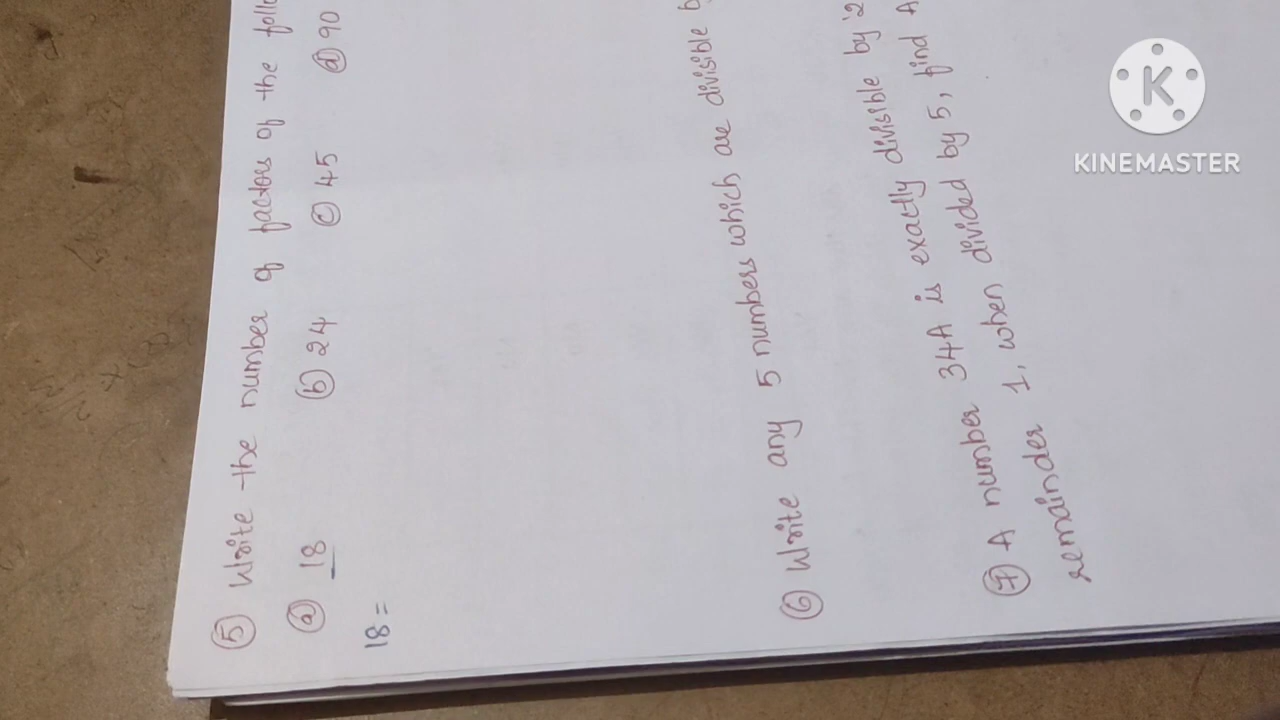 ⑤ Write the number of factors of the
ⓐ 18 ⓑ 24 ⓒ 45 ⓓ 90
18 =
⑥ Write any 5 numbers which are divisible
⑦ A number 34A is exactly divisible by '2
remainder 1, when divided by 5, find A
K
KINEMASTER